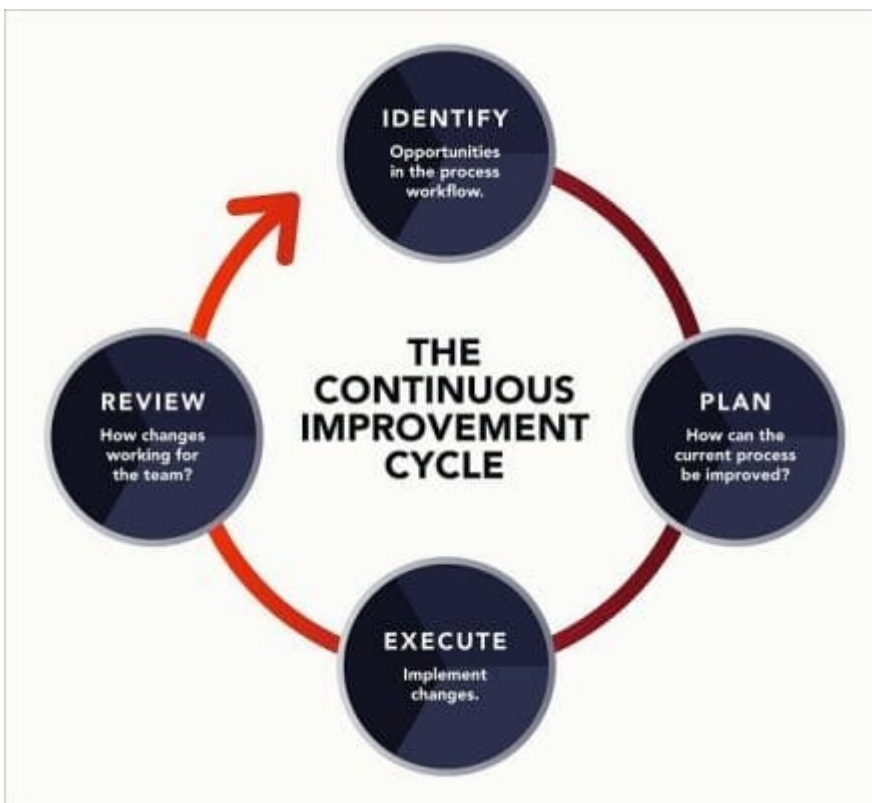 IDENTIFY
Opportunities
in the process
workflow.
THE
CONTINUOUS
IMPROVEMENT
CYCLE
REVIEW
How changes
working for
the team?
PLAN
How can the
current process
be improved?
EXECUTE
Implement
changes.